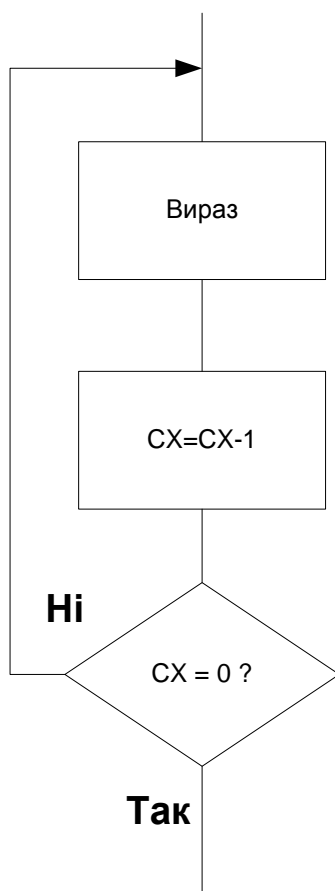 Вираз
CX=CX-1
Ні
CX = 0 ?
Так